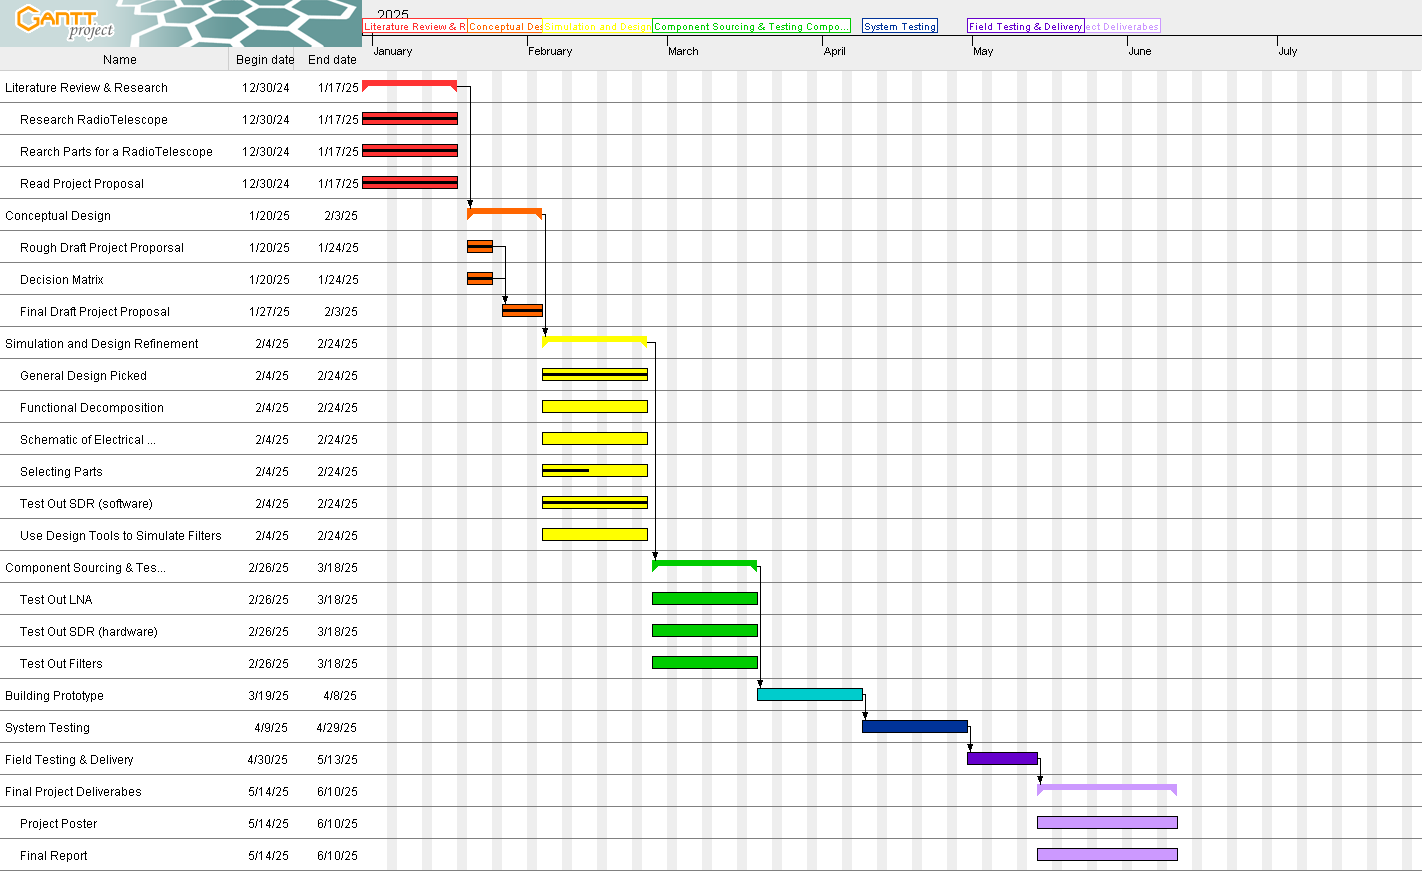 GANTT
project
2025
Literature Review & R
Conceptual Des
Simulation and Design
Component Sourcing & Testing Compo...
System Testing
Field Testing & Delivery
ect Deliverables
January February March April May June July
Name Begin date End date
Literature Review & Research 12/30/24 1/17/25
Research RadioTelescope 12/30/24 1/17/25
Rearch Parts for a RadioTelescope 12/30/24 1/17/25
Read Project Proposal 12/30/24 1/17/25
Conceptual Design 1/20/25 2/3/25
Rough Draft Project Proporsal 1/20/25 1/24/25
Decision Matrix 1/20/25 1/24/25
Final Draft Project Proposal 1/27/25 2/3/25
Simulation and Design Refinement 2/4/25 2/24/25
General Design Picked 2/4/25 2/24/25
Functional Decomposition 2/4/25 2/24/25
Schematic of Electrical ... 2/4/25 2/24/25
Selecting Parts 2/4/25 2/24/25
Test Out SDR (software) 2/4/25 2/24/25
Use Design Tools to Simulate Filters 2/4/25 2/24/25
Component Sourcing & Tes... 2/26/25 3/18/25
Test Out LNA 2/26/25 3/18/25
Test Out SDR (hardware) 2/26/25 3/18/25
Test Out Filters 2/26/25 3/18/25
Building Prototype 3/19/25 4/8/25
System Testing 4/9/25 4/29/25
Field Testing & Delivery 4/30/25 5/13/25
Final Project Deliverabes 5/14/25 6/10/25
Project Poster 5/14/25 6/10/25
Final Report 5/14/25 6/10/25